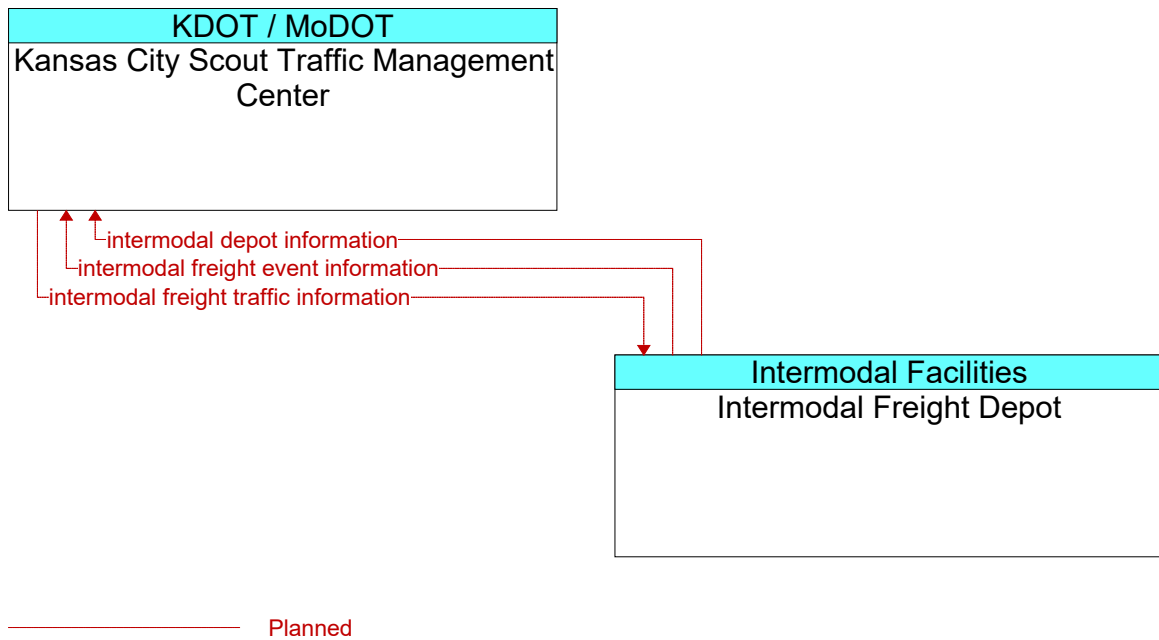 KDOT / MoDOT
Kansas City Scout Traffic Management
Center
intermodal depot information
intermodal freight event information
intermodal freight traffic information
Intermodal Facilities
Intermodal Freight Depot
Planned